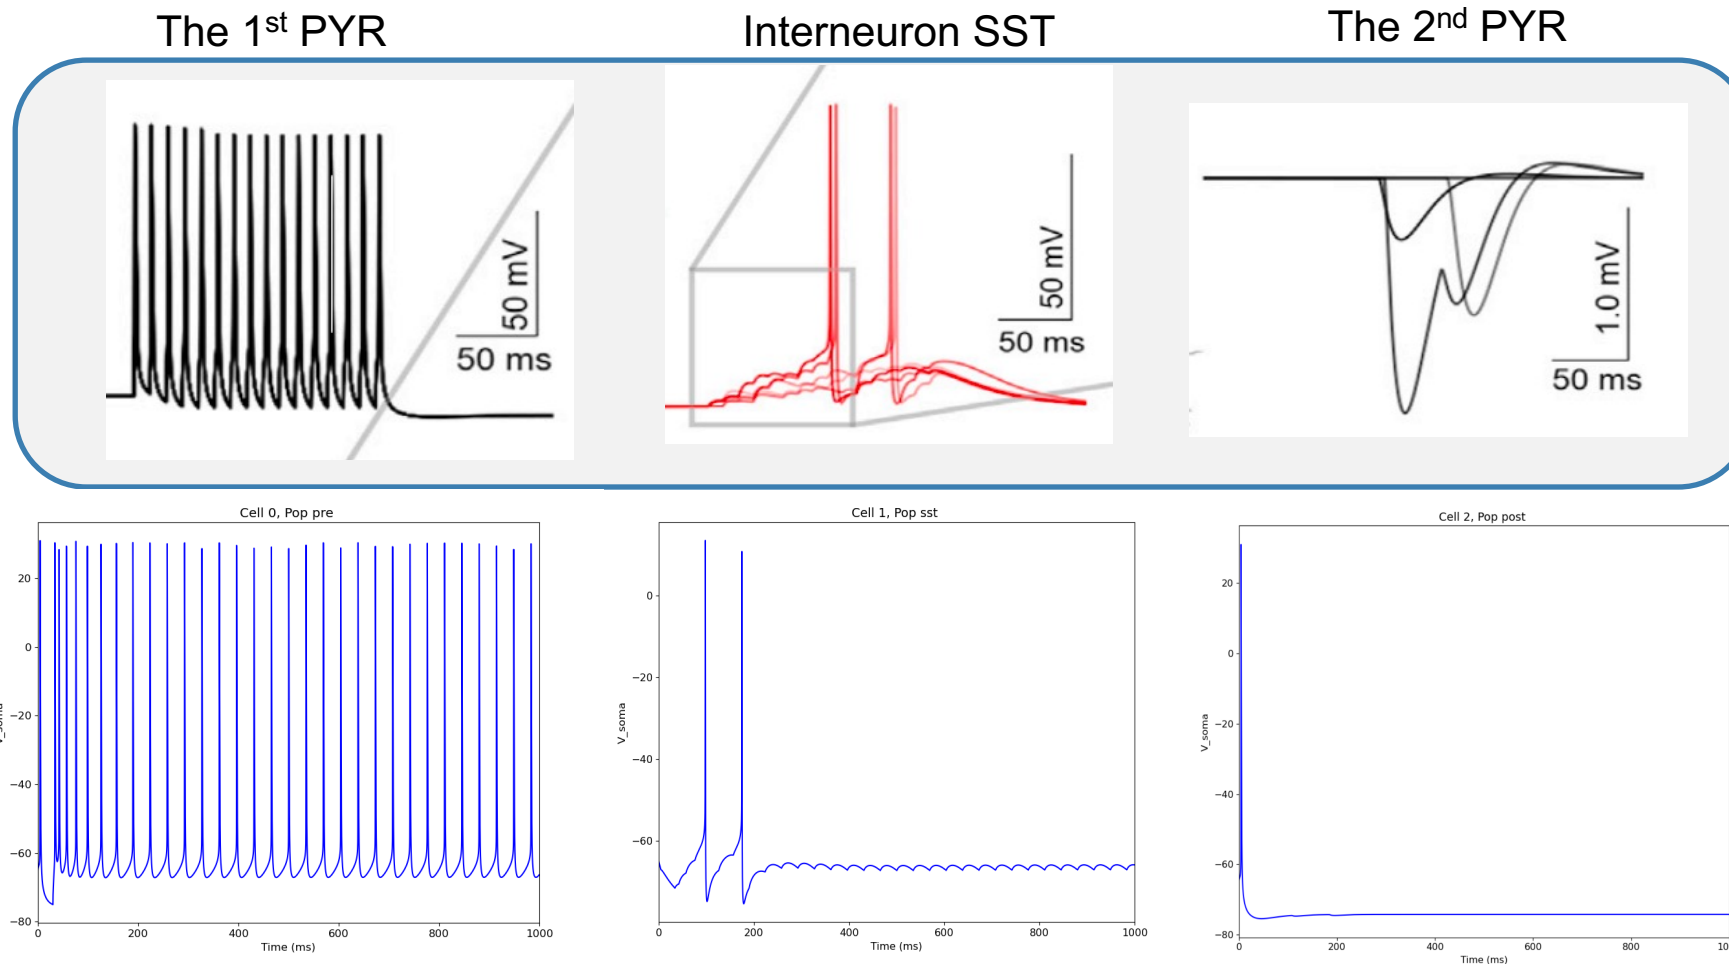 The 1st PYR
Interneuron SST
The 2nd PYR
50 mV
50 ms
50 mV
50 ms
1.0 mV
50 ms
Cell 0, Pop pre
20
0
−20
−40
−60
−80
0
200
400
600
800
1000
Time (ms)
Cell 1, Pop sst
V_soma
0
−20
−40
−60
0
200
400
600
800
1000
Time (ms)
Cell 2, Pop post
V_soma
20
0
−20
−40
−60
−80
0
200
400
600
800
Time (ms)